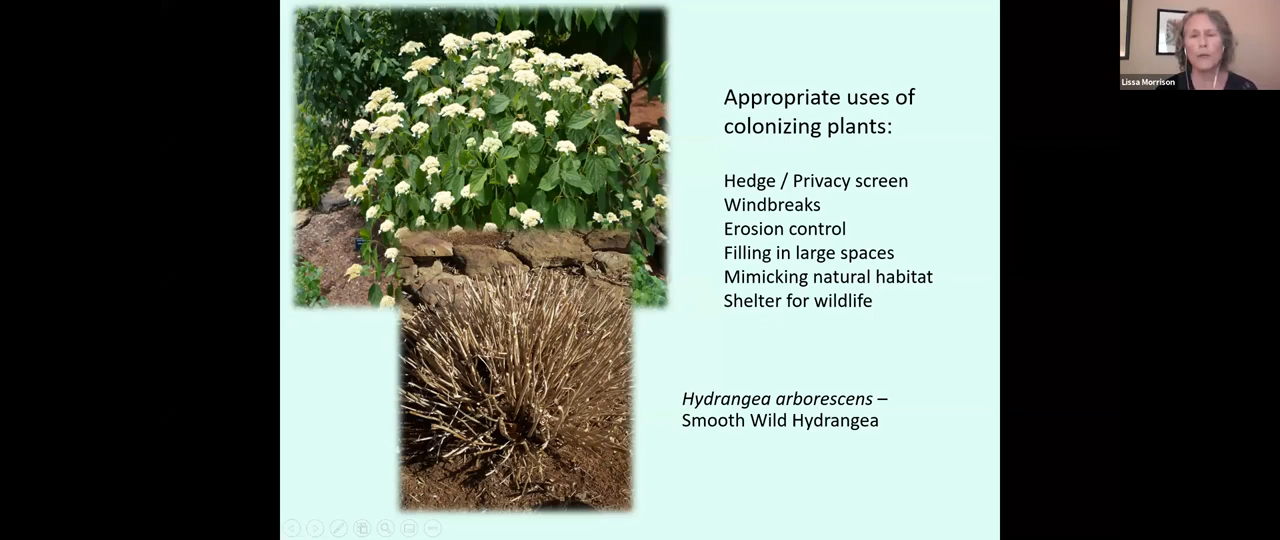 Lissa Morrison
Appropriate uses of
colonizing plants:
Hedge / Privacy screen
Windbreaks
Erosion control
Filling in large spaces
Mimicking natural habitat
Shelter for wildlife
Hydrangea arborescens –
Smooth Wild Hydrangea